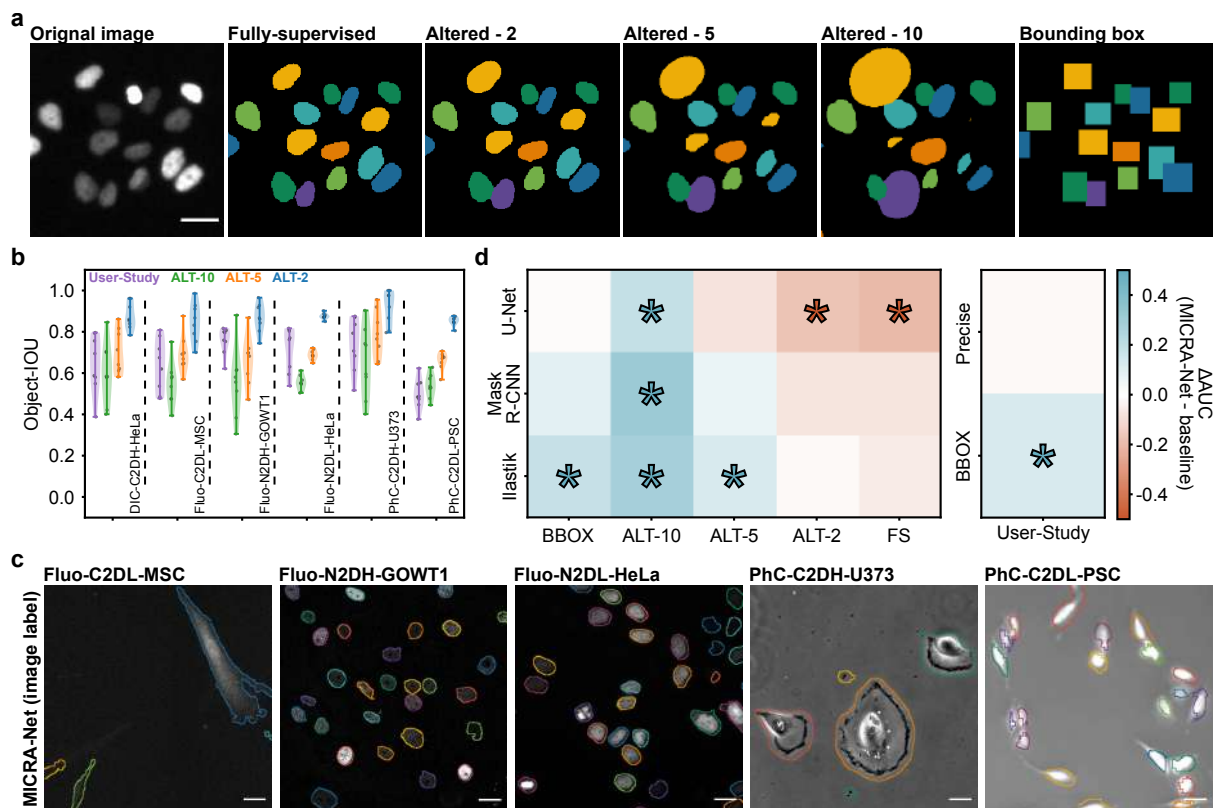 a
Orignal image
Fully-supervised
Altered - 2
Altered - 5
Altered - 10
Bounding box
b
User-Study ALT-10 ALT-5 ALT-2
Object-IOU
1.0
0.8
0.6
0.4
0.2
0.0
DIC-C2DH-HeLa
Fluo-C2DL-MSC
Fluo-N2DH-GOWT1
Fluo-N2DL-HeLa
PhC-C2DH-U373
PhC-C2DL-PSC
d
U-Net
Mask
R-CNN
Ilastik
BBOX
ALT-10
ALT-5
ALT-2
FS
Precise
BBOX
User-Study
0.4
0.2
0.0
-0.2
-0.4
ΔAUC
(MICRA-Net - baseline)
c
MICRA-Net (image label)
Fluo-C2DL-MSC
Fluo-N2DH-GOWT1
Fluo-N2DL-HeLa
PhC-C2DH-U373
PhC-C2DL-PSC